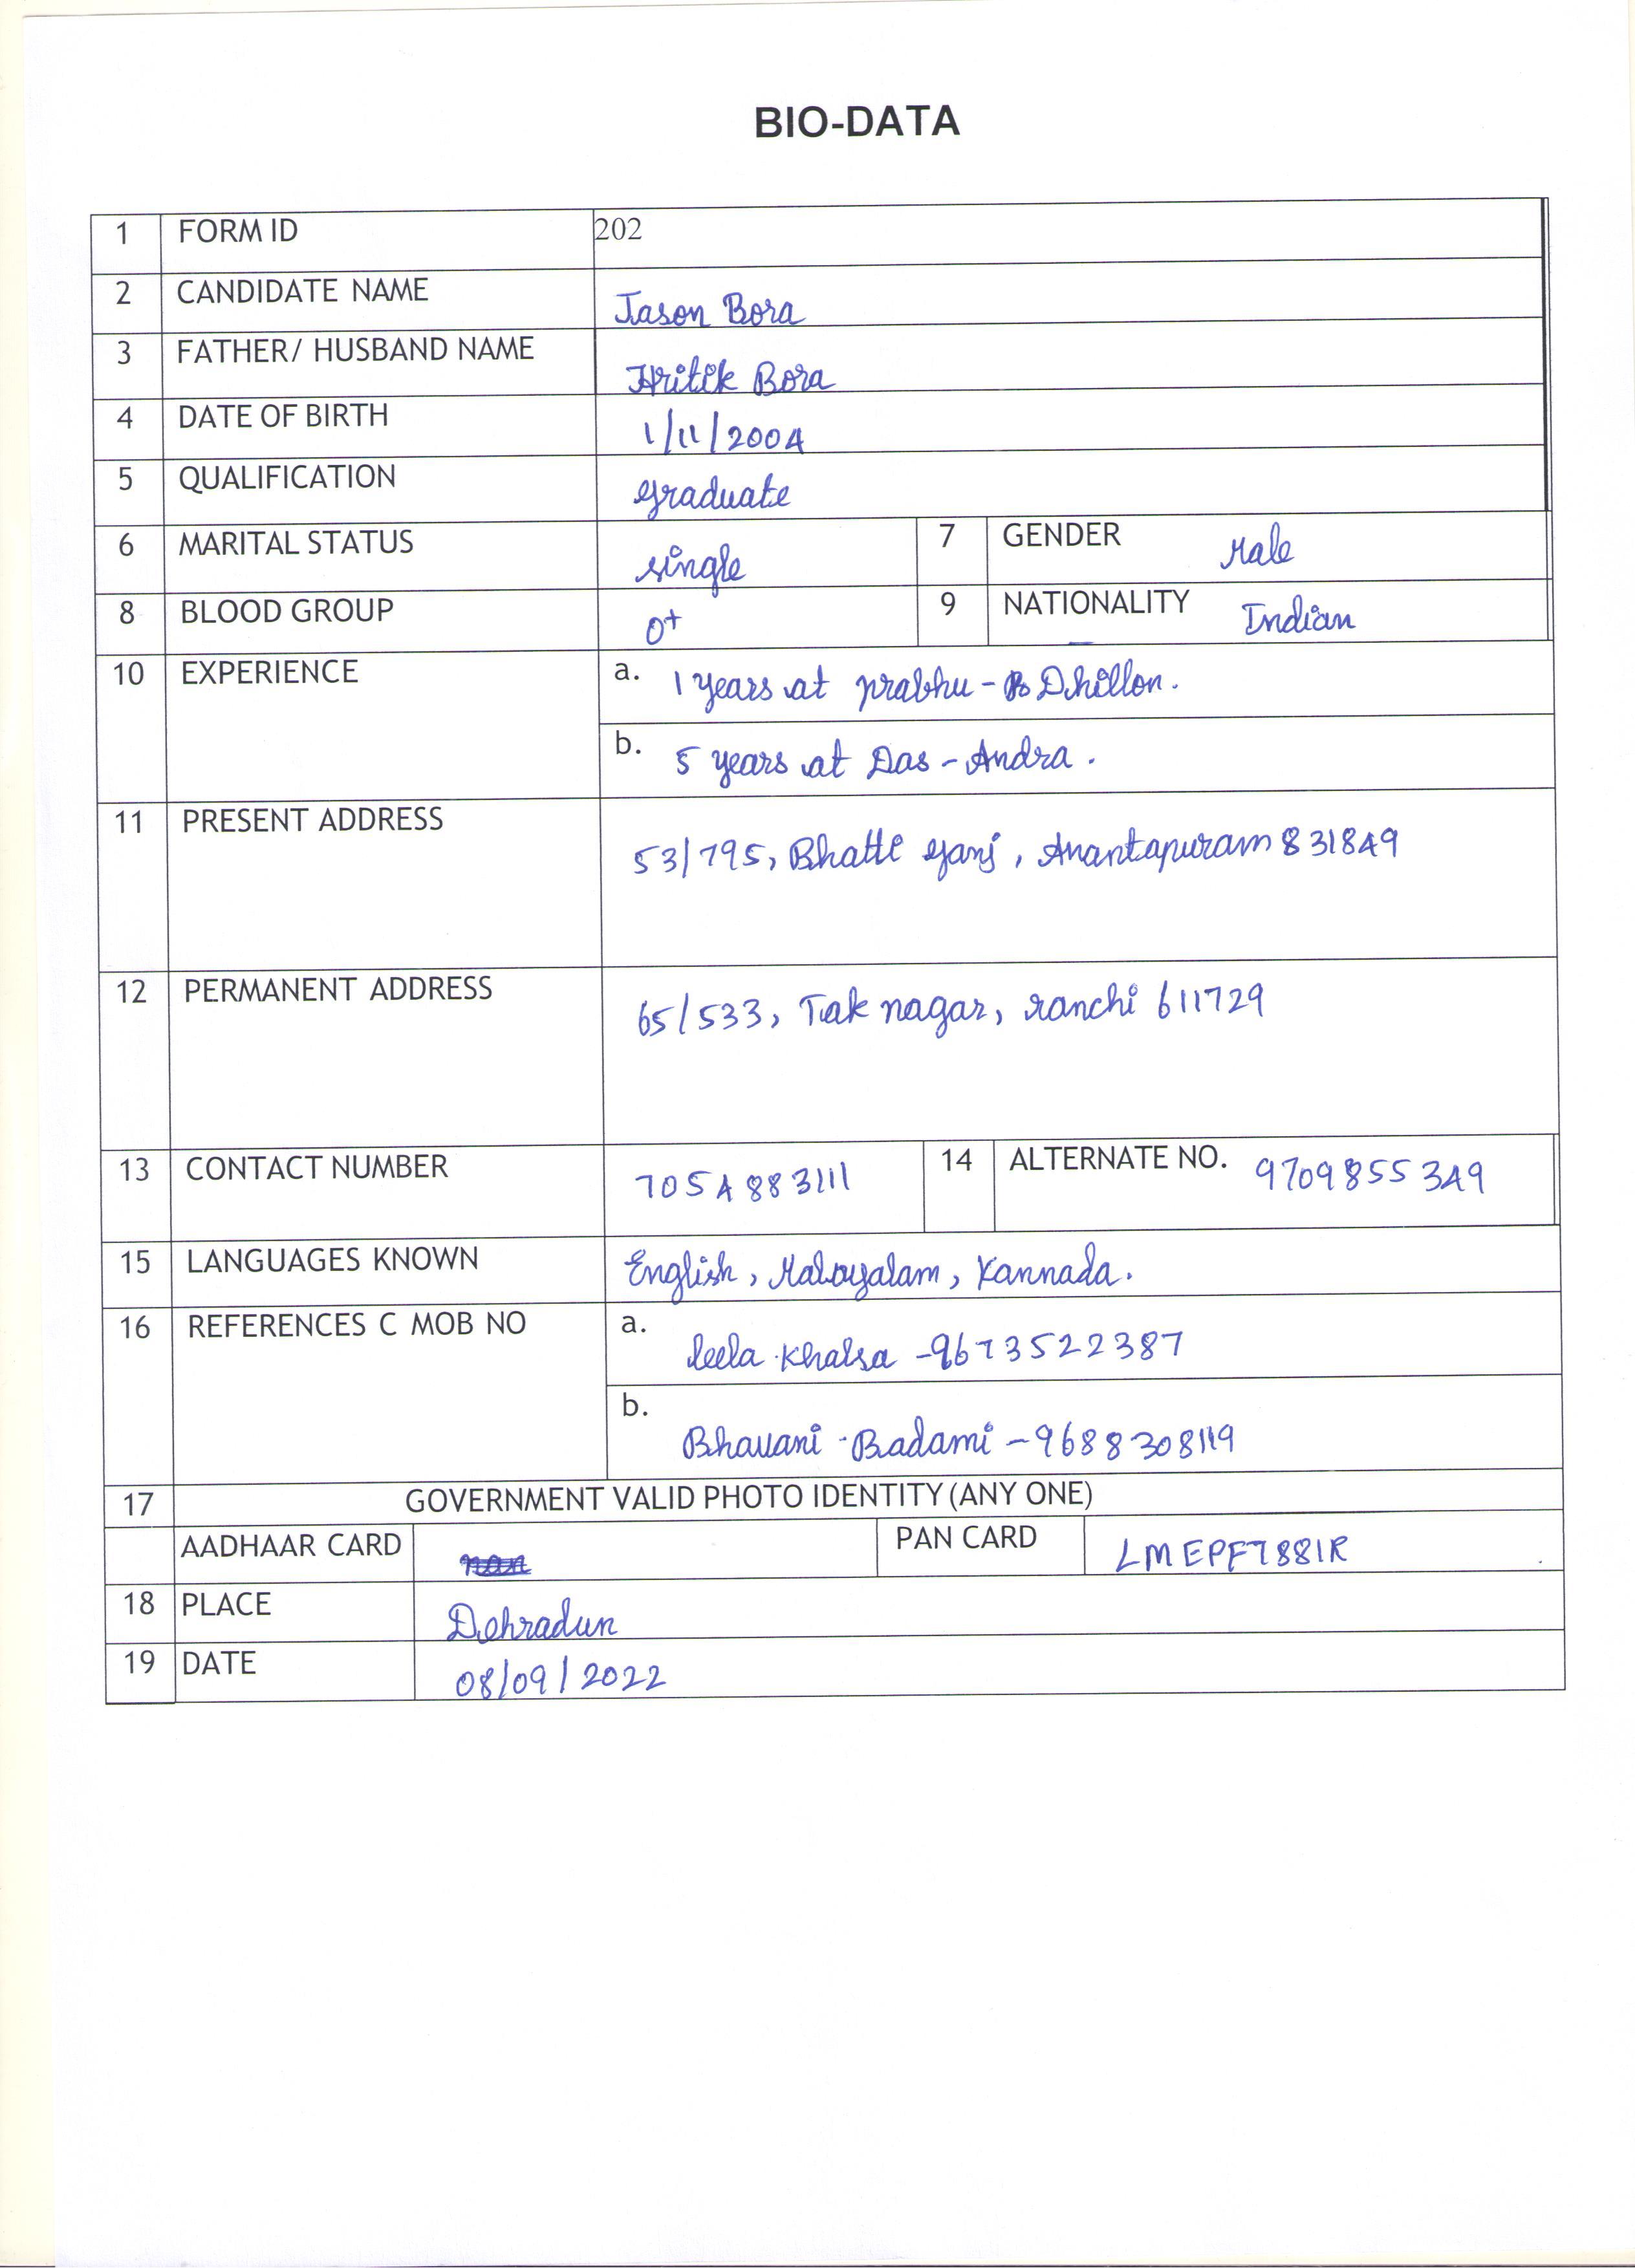 BIO-DATA
1 FORM ID 202
2 CANDIDATE NAME Jason Bora
3 FATHER/ HUSBAND NAME Hritik Bora
4 DATE OF BIRTH 1/11/2004
5 QUALIFICATION graduate
6 MARITAL STATUS single 7 GENDER Male
8 BLOOD GROUP O+ 9 NATIONALITY Indian
10 EXPERIENCE a. 1 years at prabhu - Dhillon.
b. 5 years at Das - Andra.
11 PRESENT ADDRESS 53/795, Bhatti ganj, Anantapuram 831849
12 PERMANENT ADDRESS 65/533, Tak nagar, ranchi 611729
13 CONTACT NUMBER 7054883111 14 ALTERNATE NO. 9709855349
15 LANGUAGES KNOWN English, Malayalam, Kannada.
16 REFERENCES C MOB NO a. leela Khalsa - 9673522387
b. Bhavani Badami - 9688308119
17 GOVERNMENT VALID PHOTO IDENTITY (ANY ONE)
AADHAAR CARD PAN CARD LMEPF7881R
18 PLACE Dehradun
19 DATE 08/09/2022